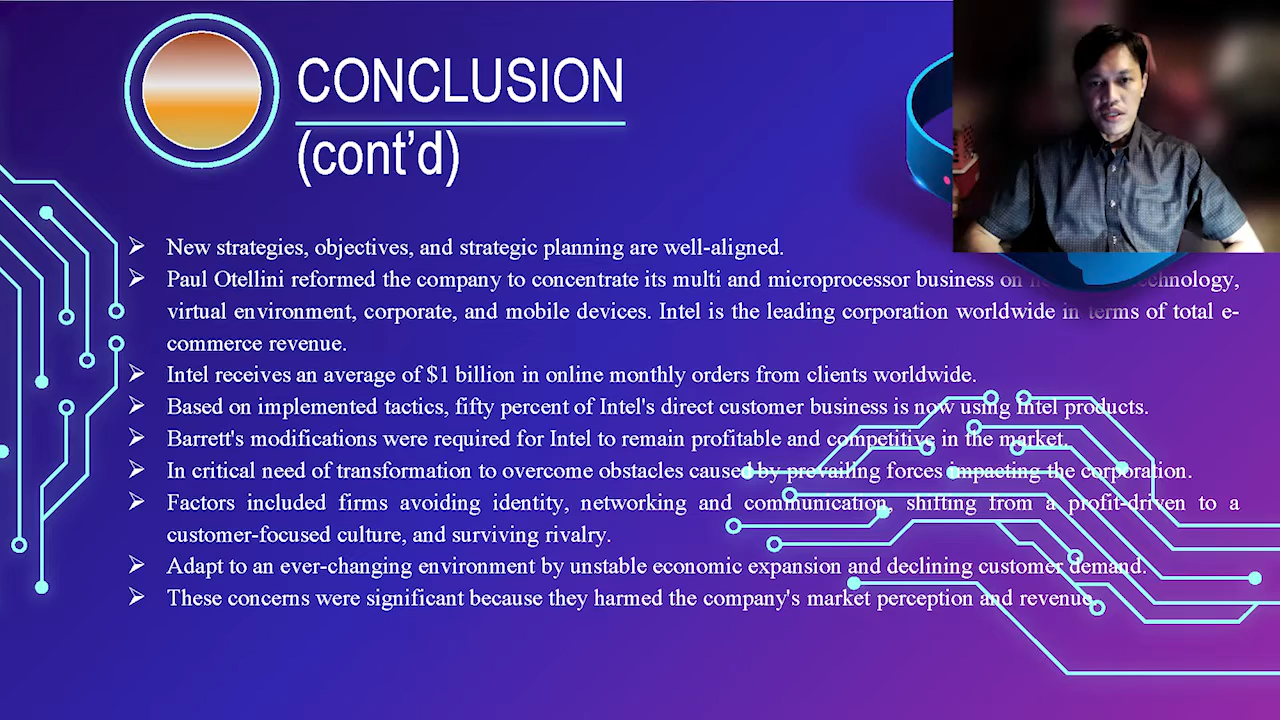 CONCLUSION
(cont’d)
New strategies, objectives, and strategic planning are well-aligned.
Paul Otellini reformed the company to concentrate its multi and microprocessor business on technology,
virtual environment, corporate, and mobile devices. Intel is the leading corporation worldwide in terms of total e-
commerce revenue.
Intel receives an average of $1 billion in online monthly orders from clients worldwide.
Based on implemented tactics, fifty percent of Intel's direct customer business is now using Intel products.
Barrett's modifications were required for Intel to remain profitable and competitive in the market.
In critical need of transformation to overcome obstacles caused by prevailing forces impacting the corporation.
Factors included firms avoiding identity, networking and communication, shifting from a profit-driven to a
customer-focused culture, and surviving rivalry.
Adapt to an ever-changing environment by unstable economic expansion and declining customer demand.
These concerns were significant because they harmed the company's market perception and revenue.